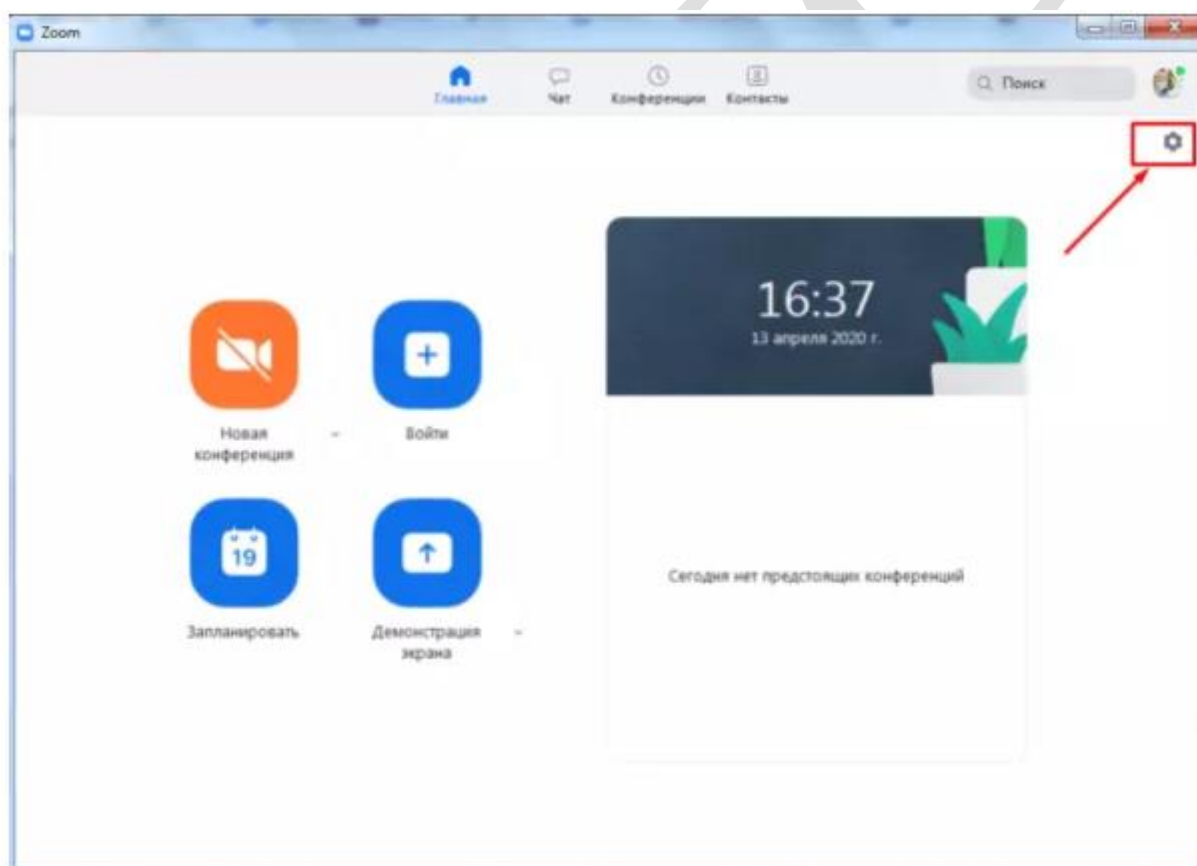 Zoom
Главная
Чат
Конференции
Контакты
Поиск
16:37
13 апреля 2020 г.
Новая
конференция
Войти
19
Запланировать
Демонстрация
экрана
Сегодня нет предстоящих конференций